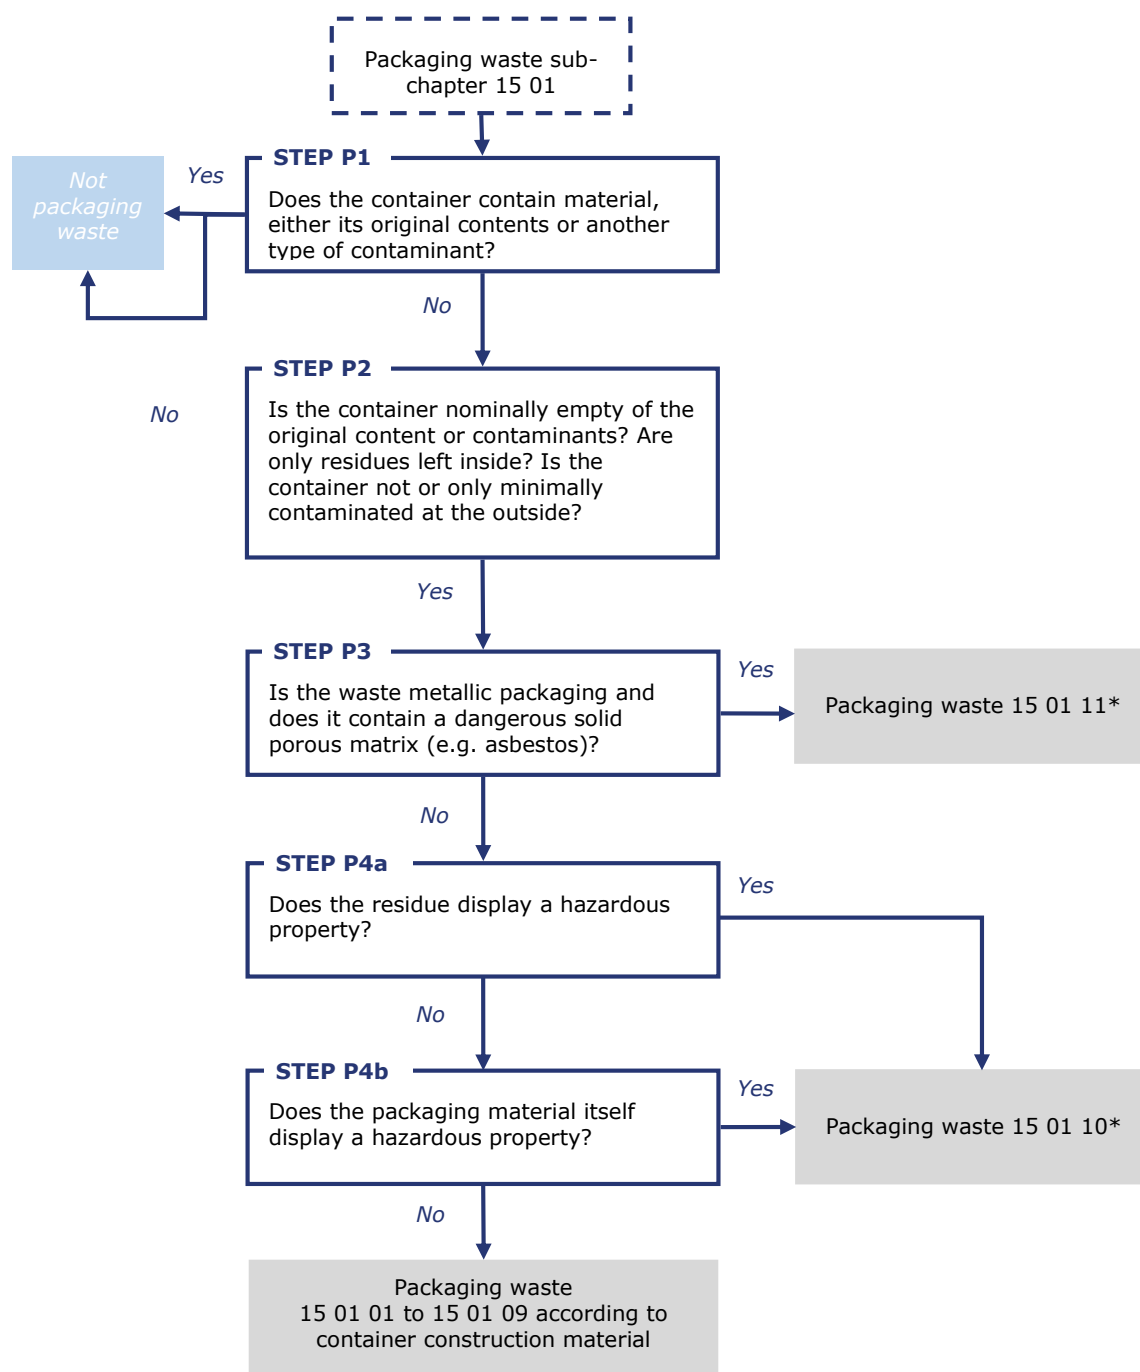 Packaging waste sub-
chapter 15 01
STEP P1
Not
packaging
waste
Yes
Does the container contain material,
either its original contents or another
type of contaminant?
No
STEP P2
No
Is the container nominally empty of the
original content or contaminants? Are
only residues left inside? Is the
container not or only minimally
contaminated at the outside?
Yes
STEP P3
Is the waste metallic packaging and
does it contain a dangerous solid
porous matrix (e.g. asbestos)?
Yes
Packaging waste 15 01 11*
No
STEP P4a
Does the residue display a hazardous
property?
Yes
No
STEP P4b
Does the packaging material itself
display a hazardous property?
Yes
Packaging waste 15 01 10*
No
Packaging waste
15 01 01 to 15 01 09 according to
container construction material